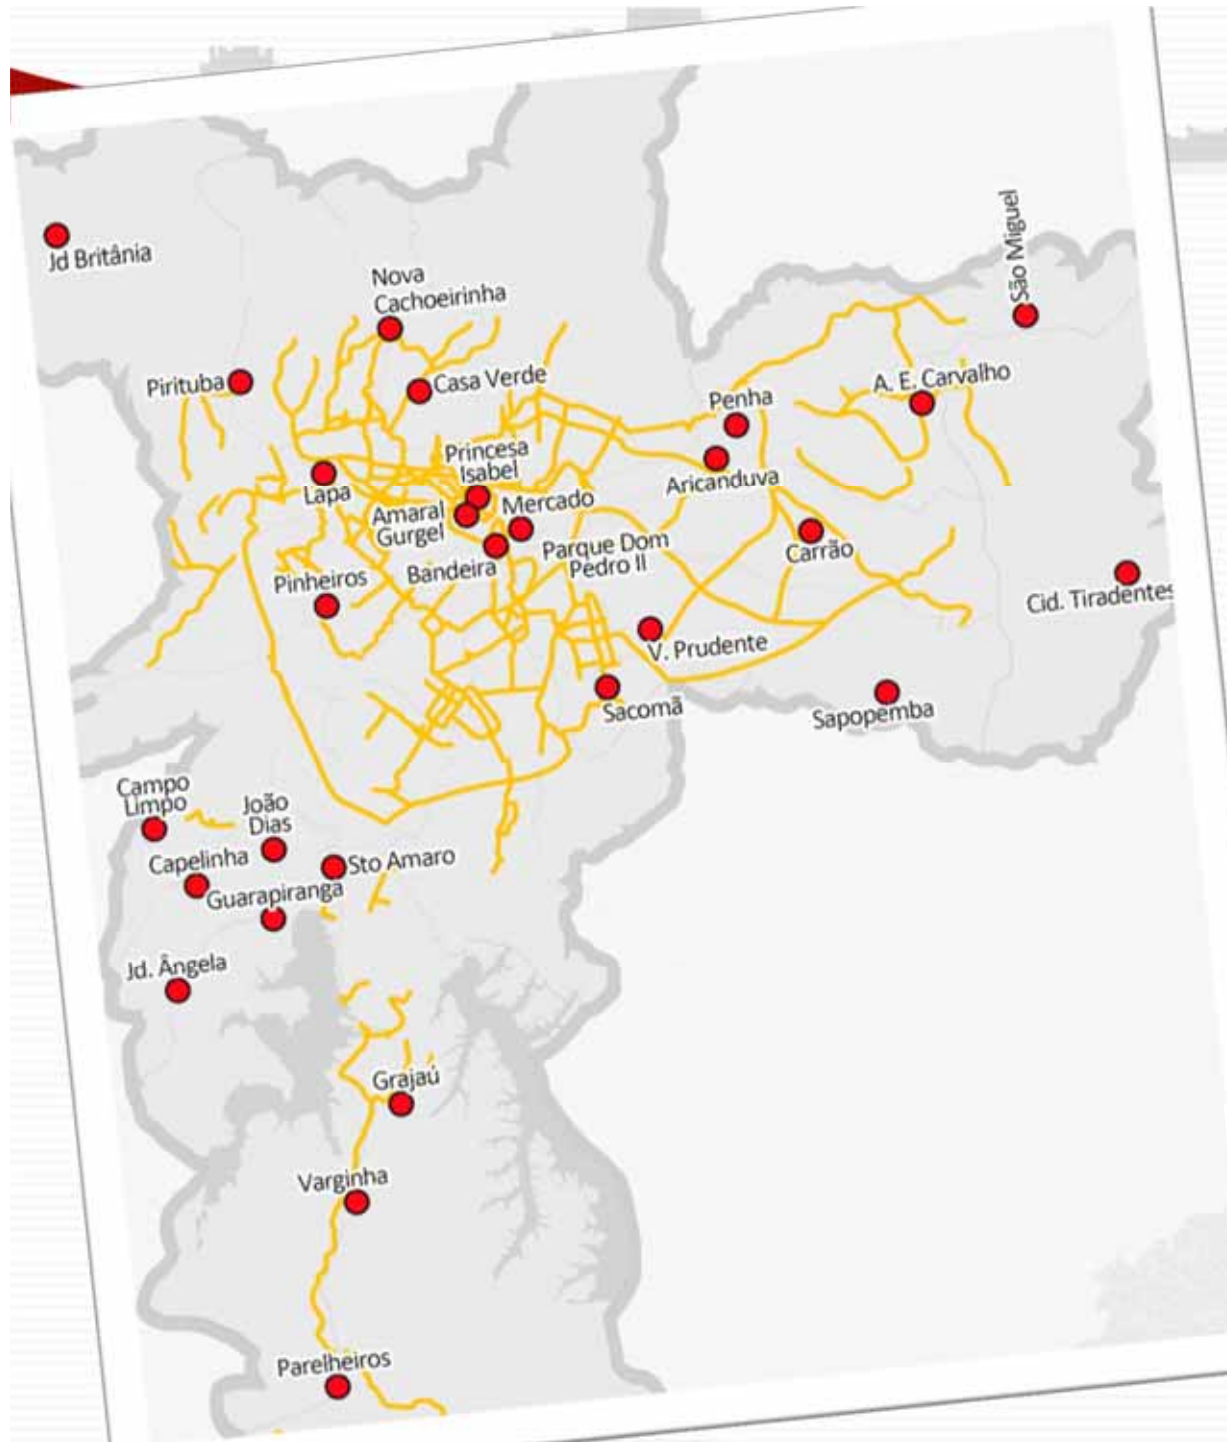 São Miguel
Jd Britânia
Nova
Cachoeirinha
Pirituba
Casa Verde
A. E. Carvalho
Penha
Princesa
Isabel
Aricanduva
Lapa
Mercado
Amaral
Gurgel
Parque Dom
Pedro II
Carrão
Bandeira
Pinheiros
Cid. Tiradentes
V. Prudente
Sacomã
Sapopemba
Campo
Limpo
João
Dias
Capelinha
Sto Amaro
Guarapiranga
Jd. Ângela
Grajaú
Varginha
Parelheiros